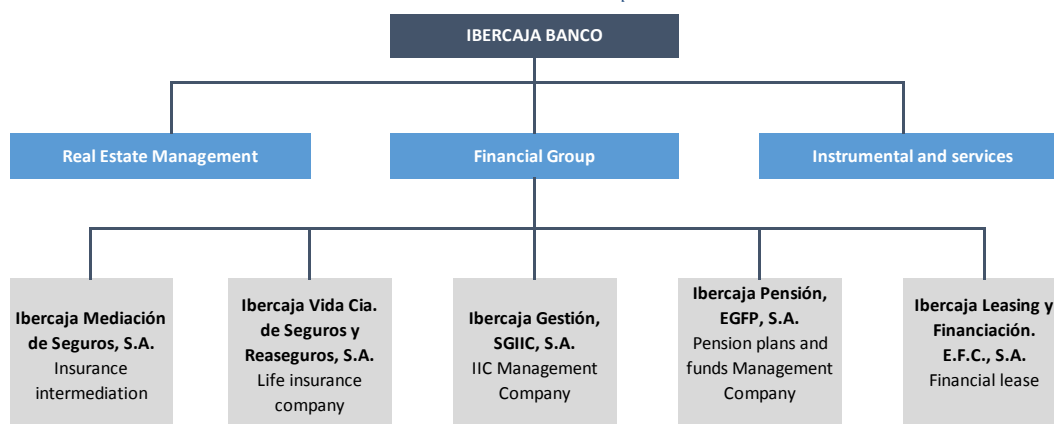 IBERCAJA BANCO
Real Estate Management
Financial Group
Instrumental and services
Ibercaja Mediación
de Seguros, S.A.
Insurance
intermediation
Ibercaja Vida Cia.
de Seguros y
Reaseguros, S.A.
Life insurance
company
Ibercaja Gestión,
SGIIC, S.A.
IIC Management
Company
Ibercaja Pensión,
EGFP, S.A.
Pension plans and
funds Management
Company
Ibercaja Leasing y
Financiación.
E.F.C., S.A.
Financial lease